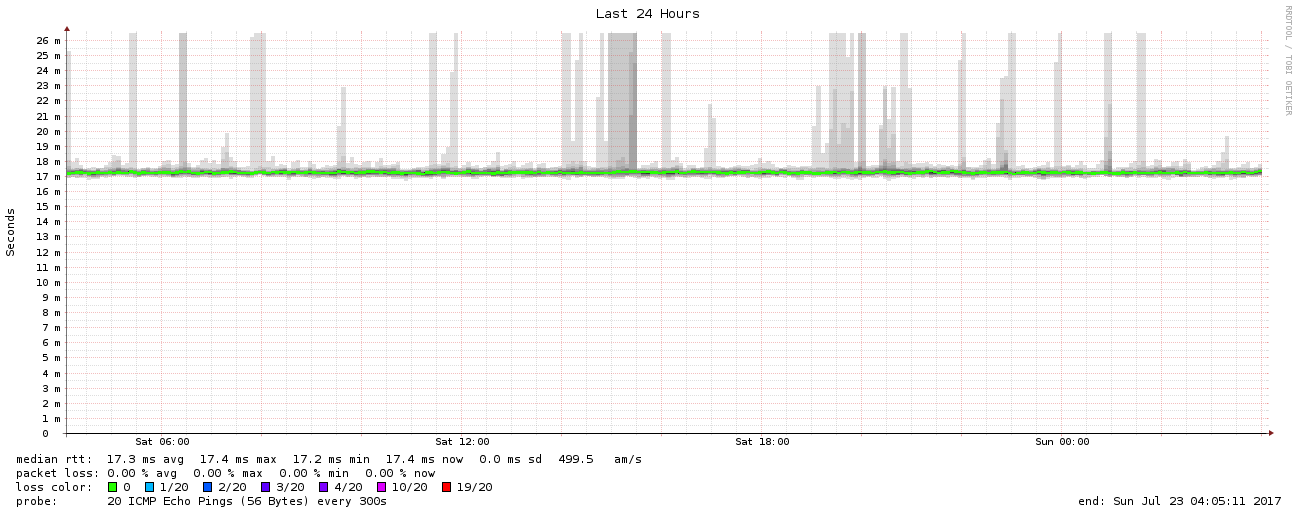 Last 24 Hours
RRDTOOL / TOBI OETIKER
Seconds
26 m
25 m
24 m
23 m
22 m
21 m
20 m
19 m
18 m
17 m
16 m
15 m
14 m
13 m
12 m
11 m
10 m
9 m
8 m
7 m
6 m
5 m
4 m
3 m
2 m
1 m
0
Sat 06:00 Sat 12:00 Sat 18:00 Sun 00:00
median rtt: 17.3 ms avg 17.4 ms max 17.2 ms min 17.4 ms now 0.0 ms sd 499.5 am/s
packet loss: 0.00 % avg 0.00 % max 0.00 % min 0.00 % now
loss color: 0 1/20 2/20 3/20 4/20 10/20 19/20
probe: 20 ICMP Echo Pings (56 Bytes) every 300s end: Sun Jul 23 04:05:11 2017